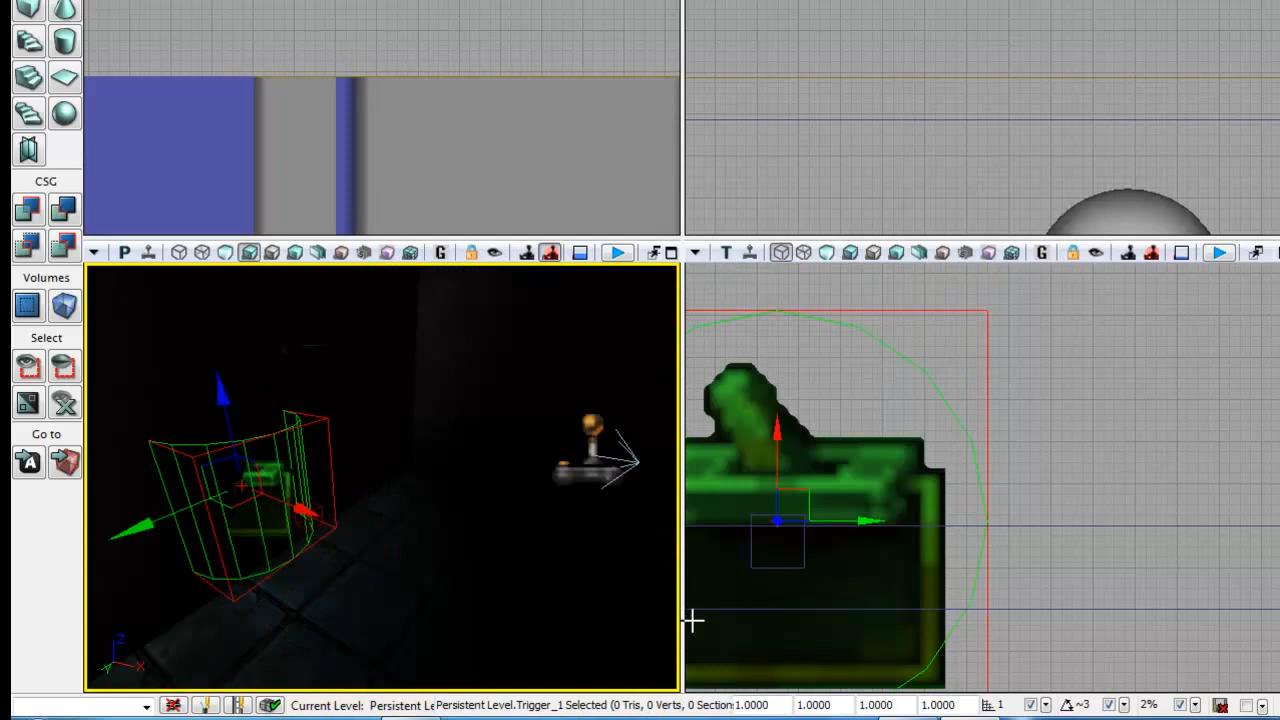 CSG
Volumes
Select
Go to
P
G
T
G
A
Z
X
Current Level: Persistent Le
Persistent Level.Trigger_1 Selected (0 Tris, 0 Verts, 0 Section
1.0000
1.0000
1.0000
1.0000
1
~3
2%